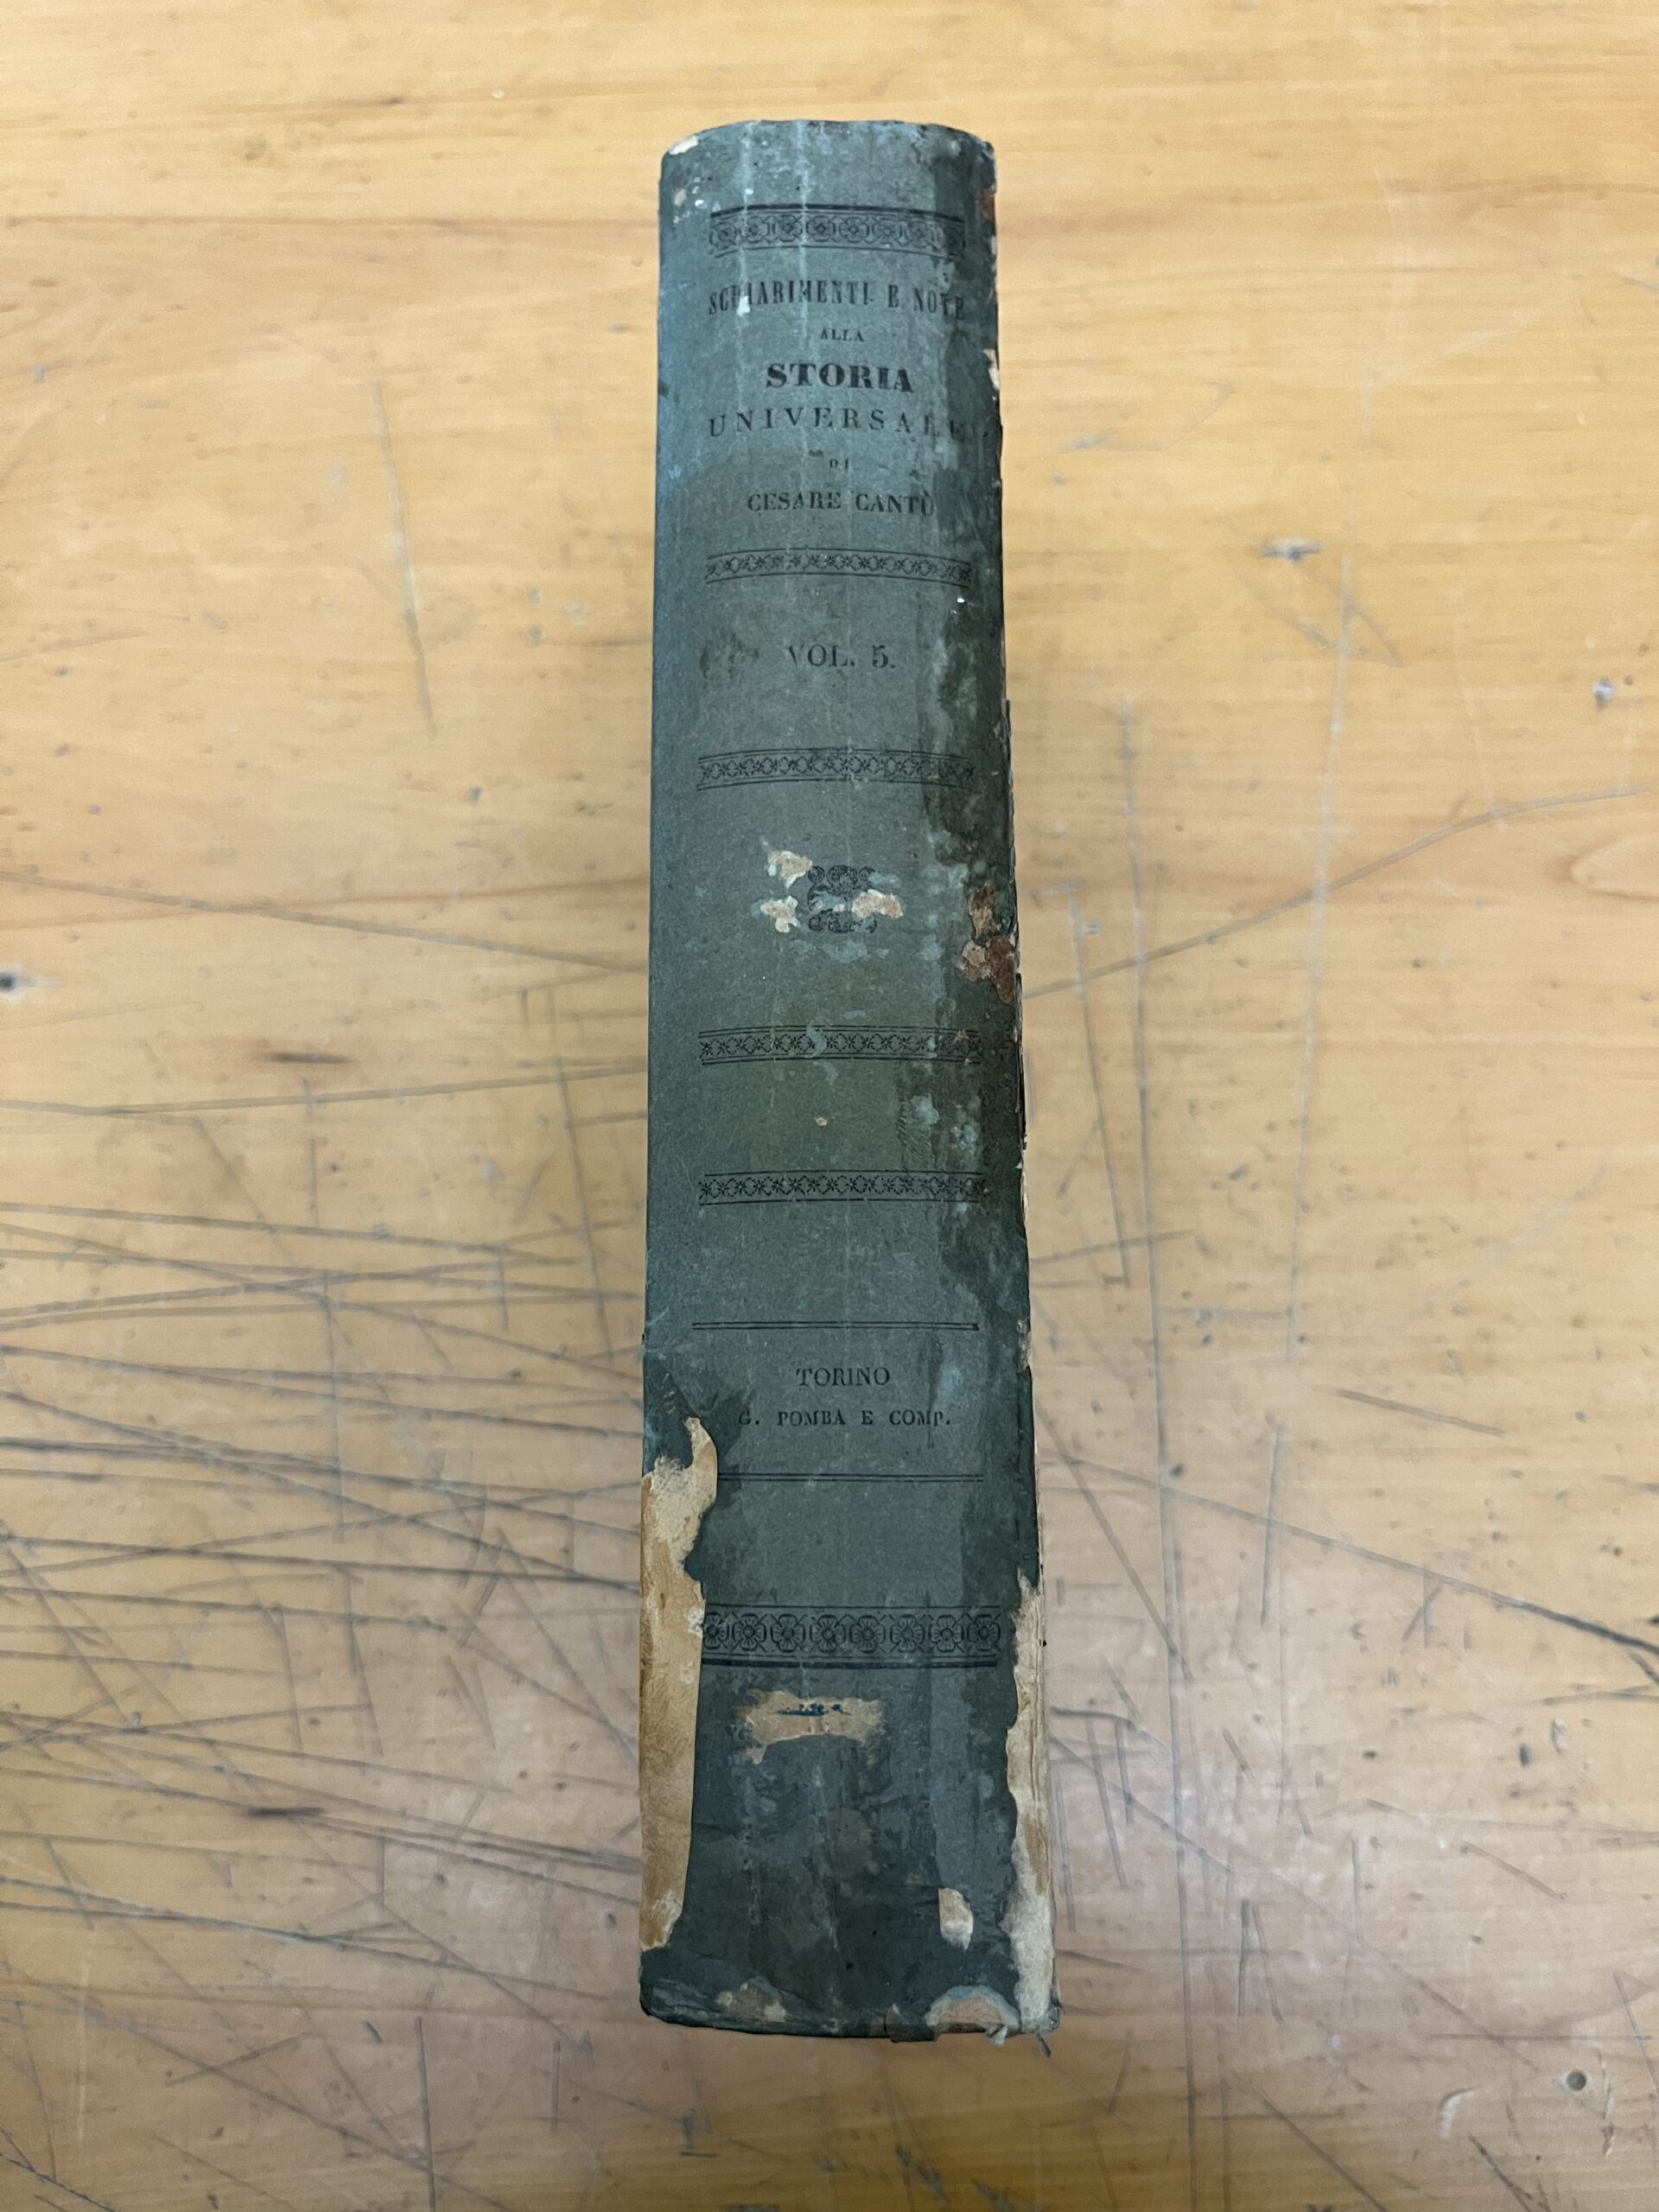 SCHIARIMENTI E NOTE
ALLA
STORIA
UNIVERSALE
DI
CESARE CANTÙ
VOL. 5.
TORINO
G. POMBA E COMP.